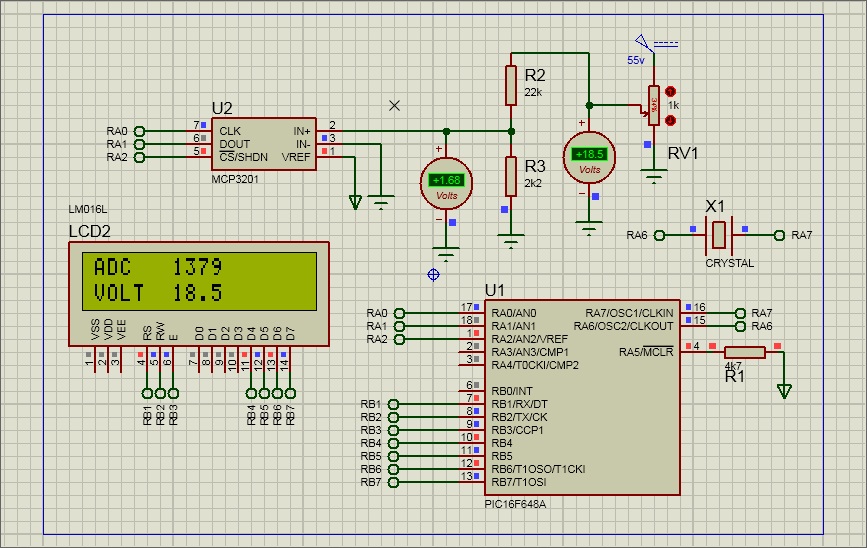 55v
R2
22k
1k
RV1
U2
RA0 7 CLK IN+ 2
RA1 6 DOUT IN- 3
RA2 5 CS/SHDN VREF 1
MCP3201
+1.68
Volts
R3
2k2
+18.5
Volts
X1
RA6 RA7
CRYSTAL
LM016L
LCD2
ADC 1379
VOLT 18.5
VSS VDD VEE RS RW E D0 D1 D2 D3 D4 D5 D6 D7
1 2 3 4 5 6 7 8 9 10 11 12 13 14
RB1 RB2 RB3 RB4 RB5 RB6 RB7
U1
RA0 17 RA0/AN0 RA7/OSC1/CLKIN 16 RA7
RA1 18 RA1/AN1 RA6/OSC2/CLKOUT 15 RA6
RA2 1 RA2/AN2/VREF
2 RA3/AN3/CMP1 RA5/MCLR 4
3 RA4/T0CKI/CMP2
4k7
R1
6 RB0/INT
RB1 7 RB1/RX/DT
RB2 8 RB2/TX/CK
RB3 9 RB3/CCP1
RB4 10 RB4
RB5 11 RB5
RB6 12 RB6/T1OSO/T1CKI
RB7 13 RB7/T1OSI
PIC16F648A